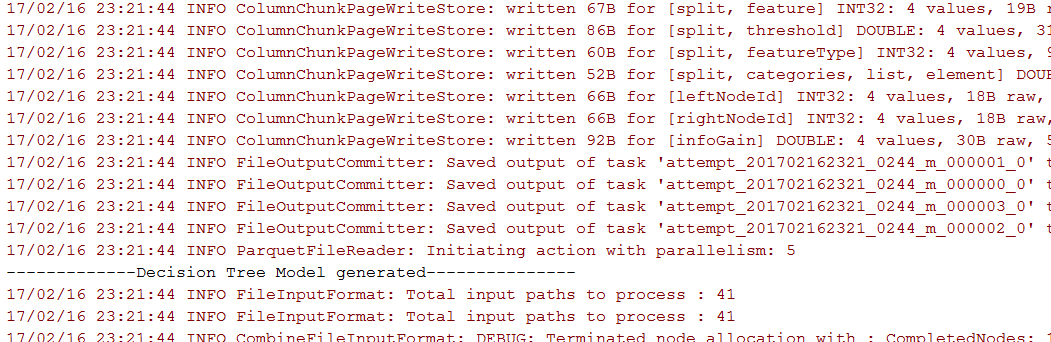 17/02/16 23:21:44 INFO ColumnChunkPageWriteStore: written 67B for [split, feature] INT32: 4 values, 19B
17/02/16 23:21:44 INFO ColumnChunkPageWriteStore: written 86B for [split, threshold] DOUBLE: 4 values, 31
17/02/16 23:21:44 INFO ColumnChunkPageWriteStore: written 60B for [split, featureType] INT32: 4 values, 9
17/02/16 23:21:44 INFO ColumnChunkPageWriteStore: written 52B for [split, categories, list, element] DOU
17/02/16 23:21:44 INFO ColumnChunkPageWriteStore: written 66B for [leftNodeId] INT32: 4 values, 18B raw,
17/02/16 23:21:44 INFO ColumnChunkPageWriteStore: written 66B for [rightNodeId] INT32: 4 values, 18B raw,
17/02/16 23:21:44 INFO ColumnChunkPageWriteStore: written 92B for [infoGain] DOUBLE: 4 values, 30B raw, 5
17/02/16 23:21:44 INFO FileOutputCommitter: Saved output of task 'attempt_201702162321_0244_m_000001_0' t
17/02/16 23:21:44 INFO FileOutputCommitter: Saved output of task 'attempt_201702162321_0244_m_000000_0' t
17/02/16 23:21:44 INFO FileOutputCommitter: Saved output of task 'attempt_201702162321_0244_m_000003_0' t
17/02/16 23:21:44 INFO FileOutputCommitter: Saved output of task 'attempt_201702162321_0244_m_000002_0' t
17/02/16 23:21:44 INFO ParquetFileReader: Initiating action with parallelism: 5
-------------Decision Tree Model generated---------------
17/02/16 23:21:44 INFO FileInputFormat: Total input paths to process : 41
17/02/16 23:21:44 INFO FileInputFormat: Total input paths to process : 41
17/02/16 23:21:44 INFO CombineFileInputFormat: DEBUG: Terminated node allocation with : CompletedNodes: 1